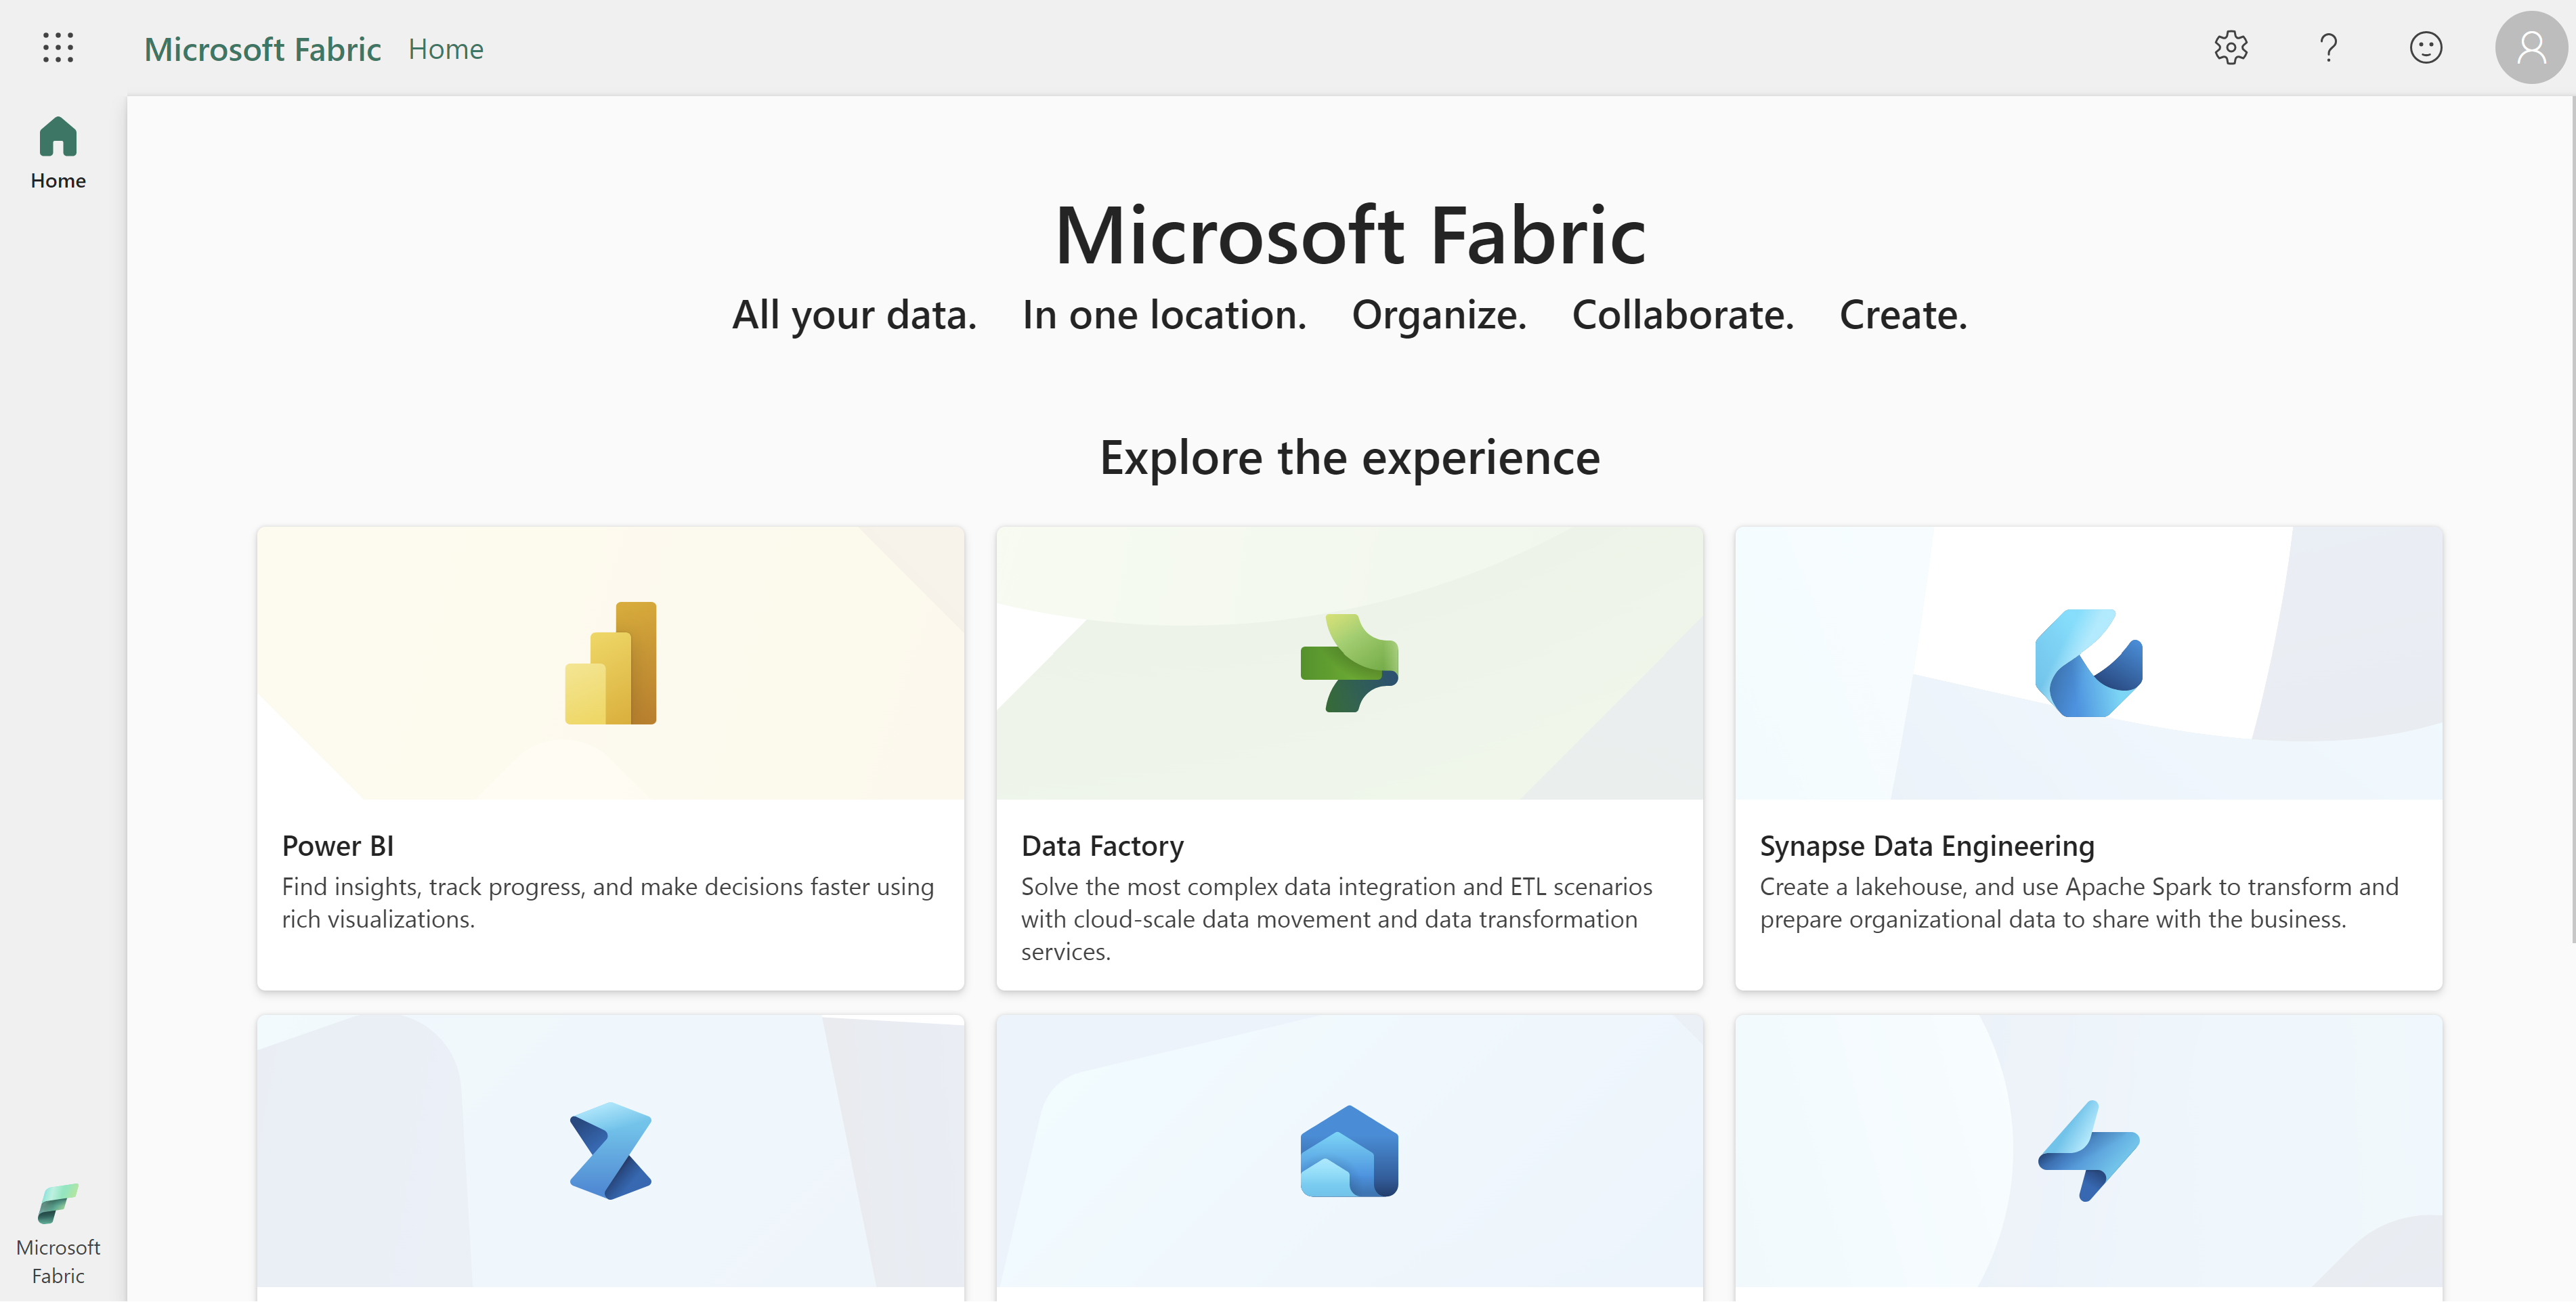 Microsoft Fabric Home
Home
Microsoft Fabric
All your data. In one location. Organize. Collaborate. Create.
Explore the experience
Power BI
Find insights, track progress, and make decisions faster using
rich visualizations.
Data Factory
Solve the most complex data integration and ETL scenarios
with cloud-scale data movement and data transformation
services.
Synapse Data Engineering
Create a lakehouse, and use Apache Spark to transform and
prepare organizational data to share with the business.
Microsoft
Fabric